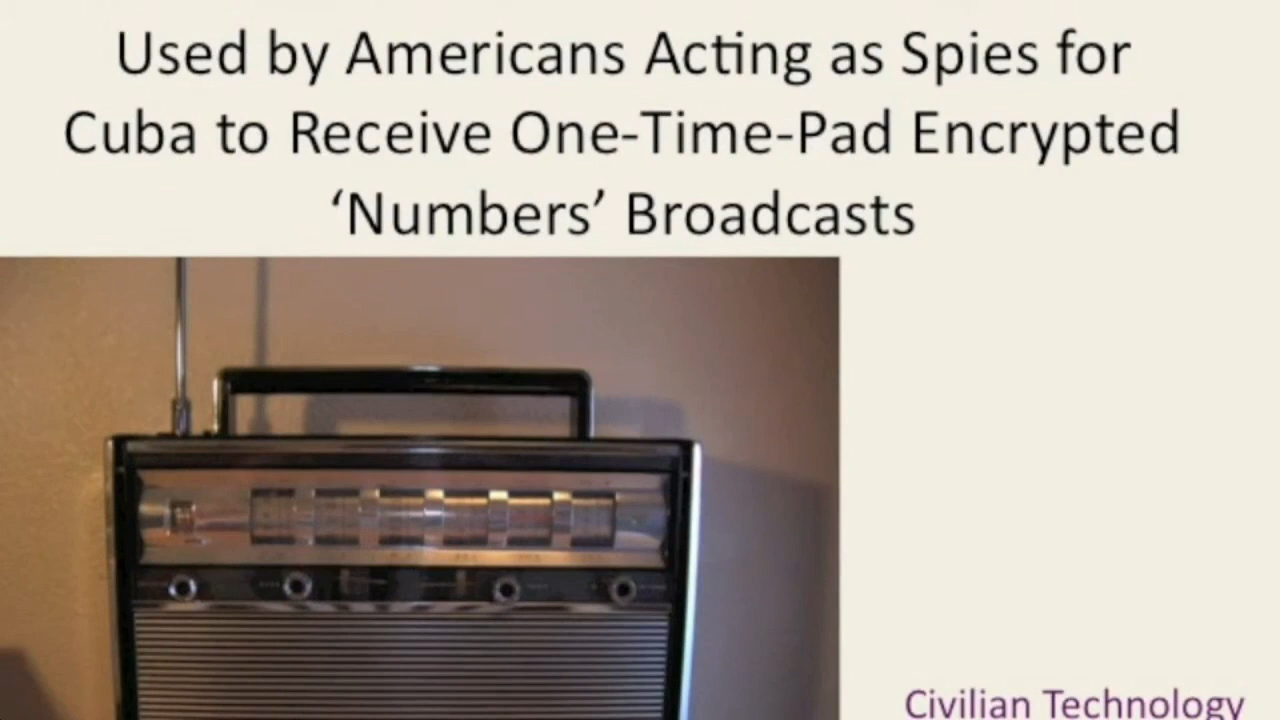 Used by Americans Acting as Spies for
Cuba to Receive One-Time-Pad Encrypted
‘Numbers’ Broadcasts
Civilian Technology